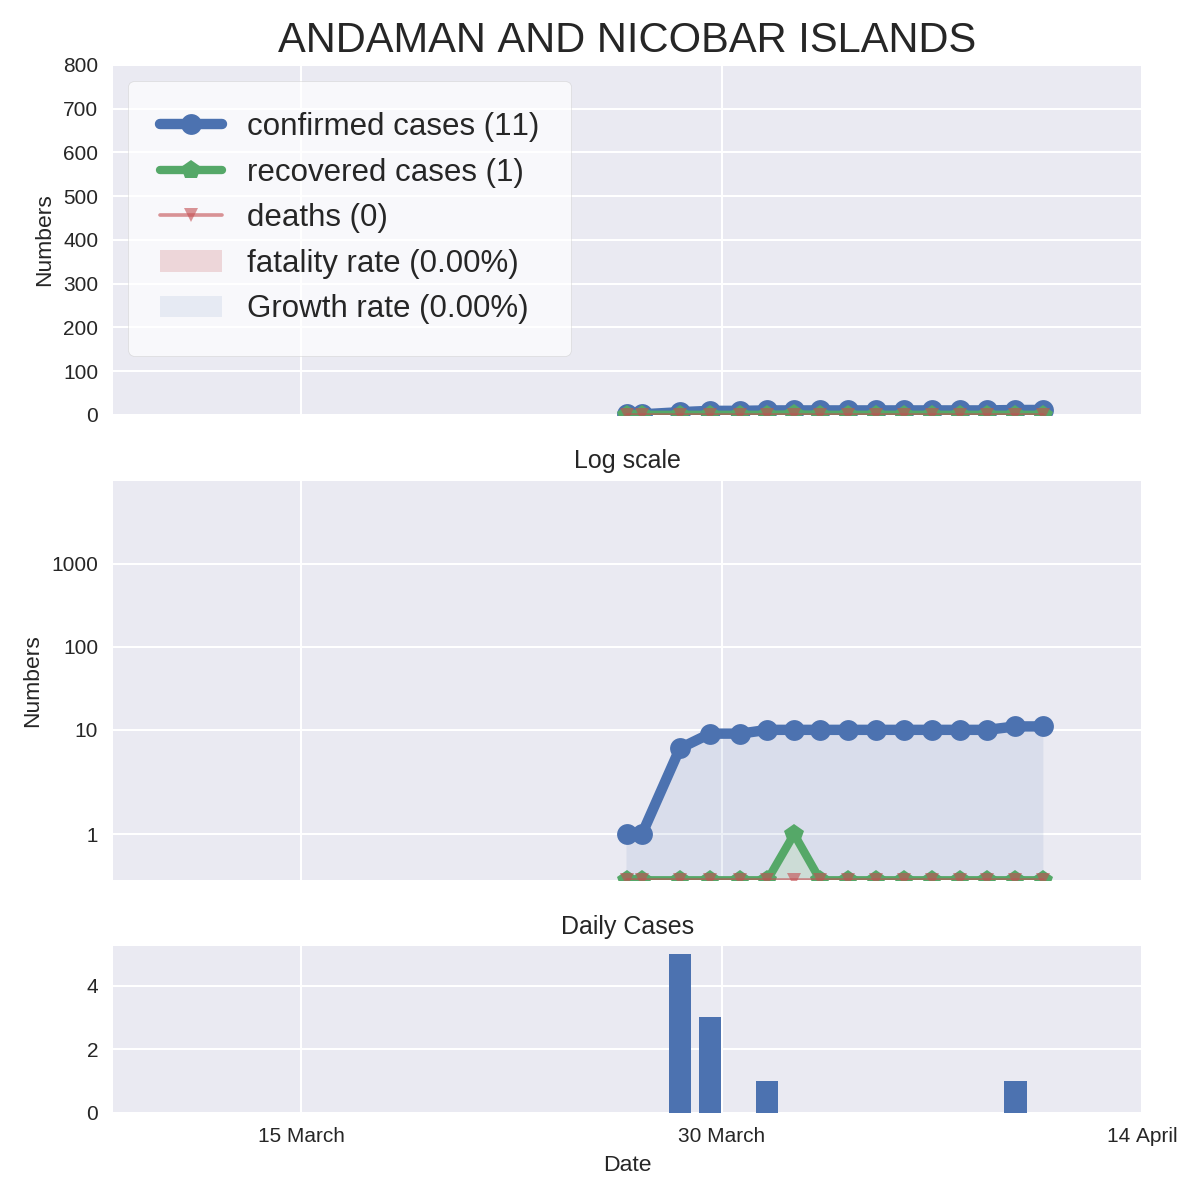 ANDAMAN AND NICOBAR ISLANDS
800
700
600
500
400
300
200
100
0
Numbers
confirmed cases (11)
recovered cases (1)
deaths (0)
fatality rate (0.00%)
Growth rate (0.00%)
Log scale
1000
100
10
1
Numbers
Daily Cases
4
2
0
15 March
30 March
14 April
Date